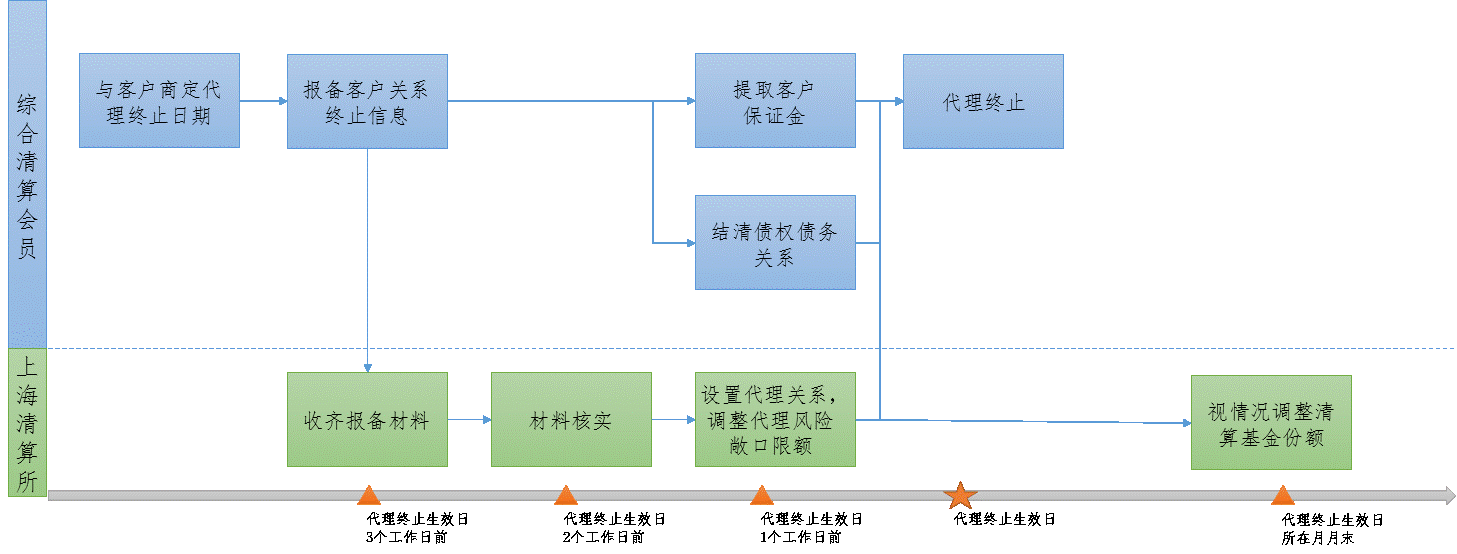 综合清算会员
与客户商定代
理终止日期
报备客户关系
终止信息
提取客户
保证金
代理终止
结清债权债务
关系
上海清算所
收齐报备材料
材料核实
设置代理关系，
调整代理风险
敞口限额
视情况调整清
算基金份额
代理终止生效日
3个工作日前
代理终止生效日
2个工作日前
代理终止生效日
1个工作日前
代理终止生效日
代理终止生效日
所在月月末